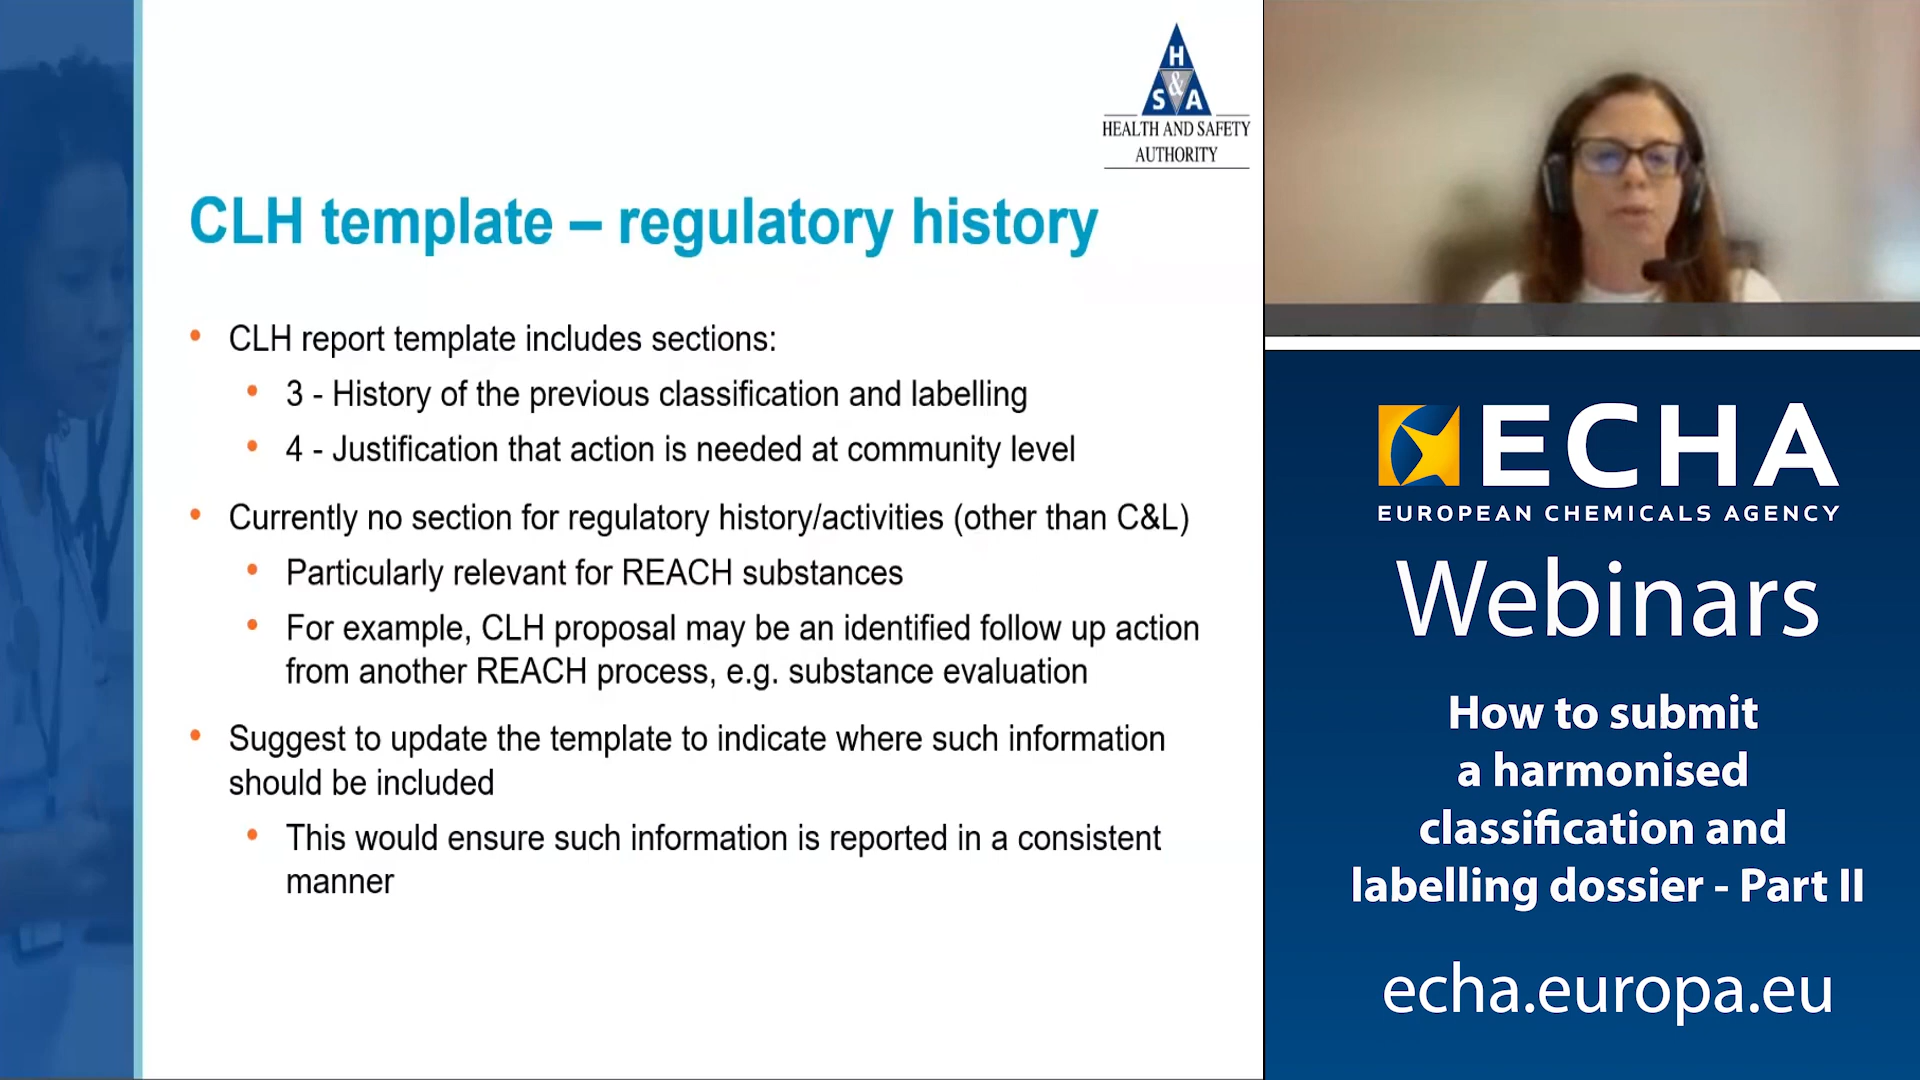 H
&
S A
HEALTH AND SAFETY
AUTHORITY
CLH template – regulatory history
• CLH report template includes sections:
• 3 - History of the previous classification and labelling
• 4 - Justification that action is needed at community level
• Currently no section for regulatory history/activities (other than C&L)
• Particularly relevant for REACH substances
• For example, CLH proposal may be an identified follow up action
from another REACH process, e.g. substance evaluation
• Suggest to update the template to indicate where such information
should be included
• This would ensure such information is reported in a consistent
manner
ECHA
EUROPEAN CHEMICALS AGENCY
Webinars
How to submit
a harmonised
classification and
labelling dossier - Part II
echa.europa.eu